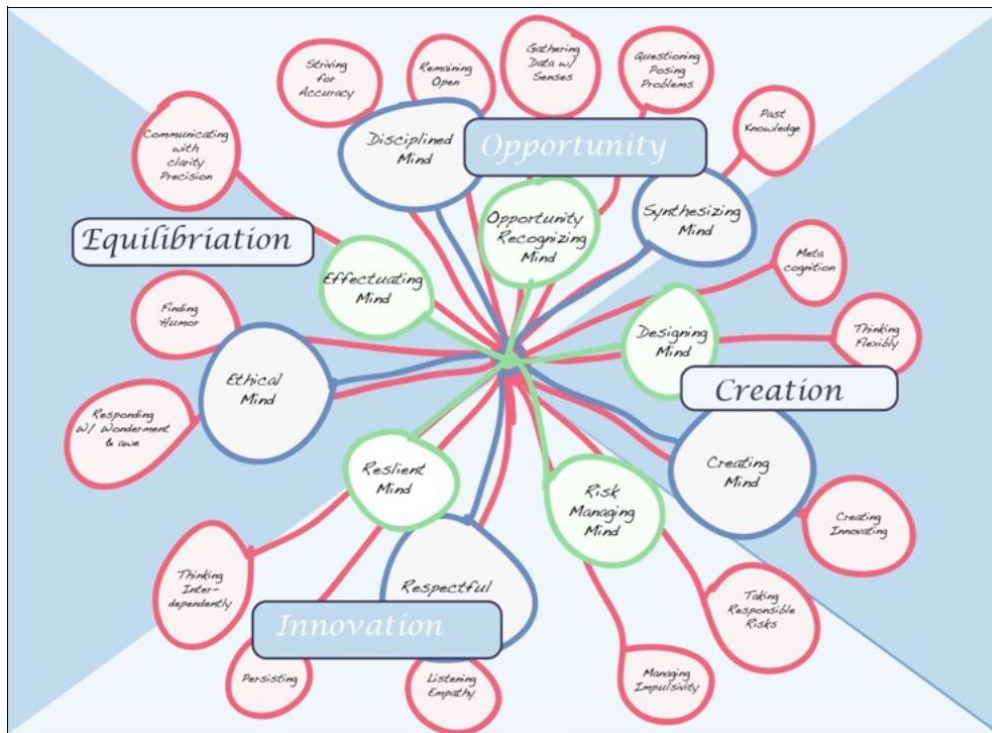 Striving
for
Accuracy
Remaining
Open
Gathering
Data w/
Senses
Questioning
Posing
Problems
Past
Knowledge
Communicating
with
clarity
Precision
Disciplined
Mind
Opportunity
Synthesizing
Mind
Opportunity
Recognizing
Mind
Equilibriation
Effectuating
Mind
Meta
cognition
Finding
Humor
Designing
Mind
Thinking
Flexibly
Ethical
Mind
Creation
Responding
W/ Wonderment
& awe
Reslient
Mind
Creating
Mind
Risk
Managing
Mind
Creating
Innovating
Thinking
Inter-
dependently
Respectful
Innovation
Taking
Responsible
Risks
Persisting
Listening
Empathy
Managing
Impulsivity